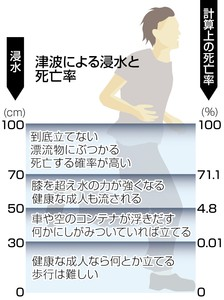 津波による浸水と
死亡率
浸水
(cm)
計算上の死亡率
(%)
100
100
到底立てない
漂流物にぶつかる
死亡する確率が高い
70
71.1
膝を超え水の力が強くなる
健康な成人も流される
50
4.8
車や空のコンテナが浮きだす
何かにしがみついていれば立てる
30
0.01
健康な成人なら何とか立てる
歩行は難しい
0
0